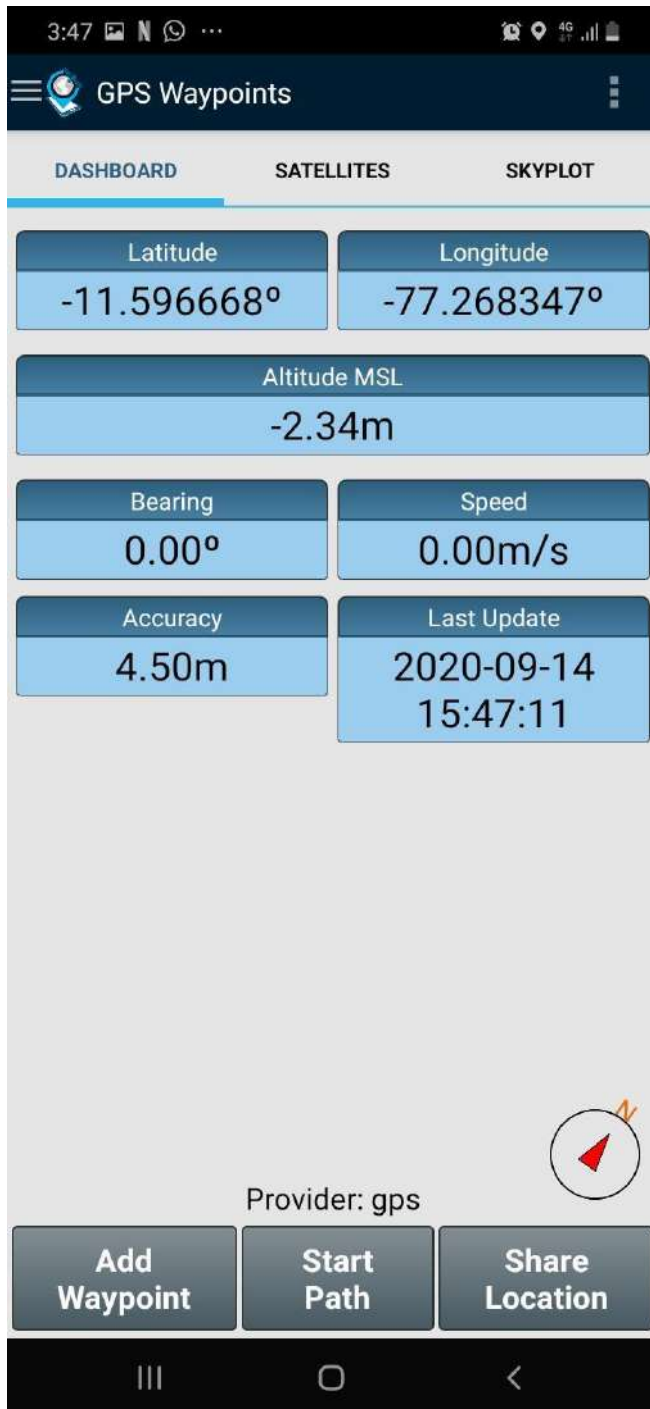 3:47 N ...
4G
GPS Waypoints
DASHBOARD SATELLITES SKYPLOT
Latitude Longitude
-11.596668º -77.268347º
Altitude MSL
-2.34m
Bearing Speed
0.00º 0.00m/s
Accuracy Last Update
4.50m 2020-09-14
15:47:11
N
Provider: gps
Add Start Share
Waypoint Path Location